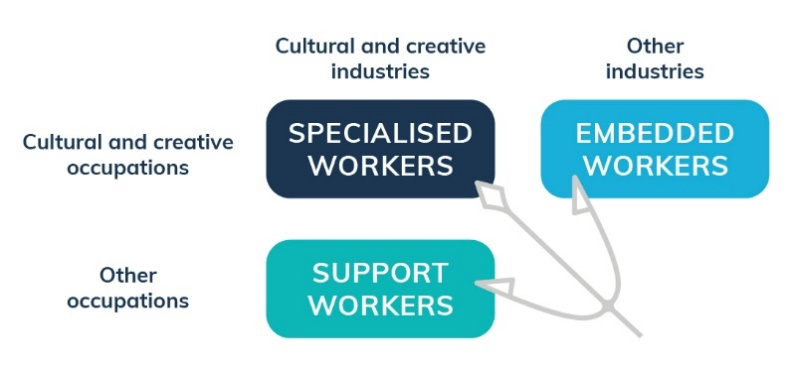 Cultural and creative
industries
Other
industries
Cultural and creative
occupations
SPECIALISED
WORKERS
EMBEDDED
WORKERS
Other
occupations
SUPPORT
WORKERS